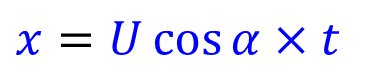 x = U cos α × t